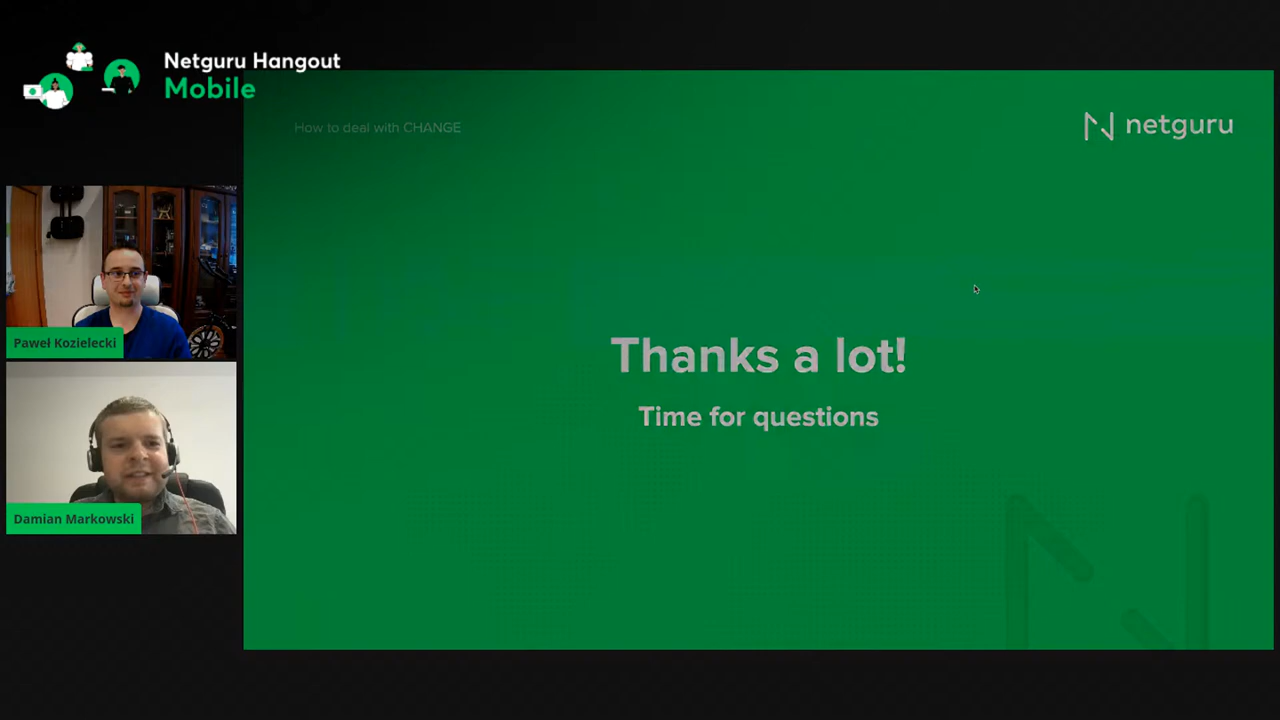 Netguru Hangout
Mobile
How to deal with CHANGE
netguru
Paweł Kozielecki
Thanks a lot!
Time for questions
Damian Markowski